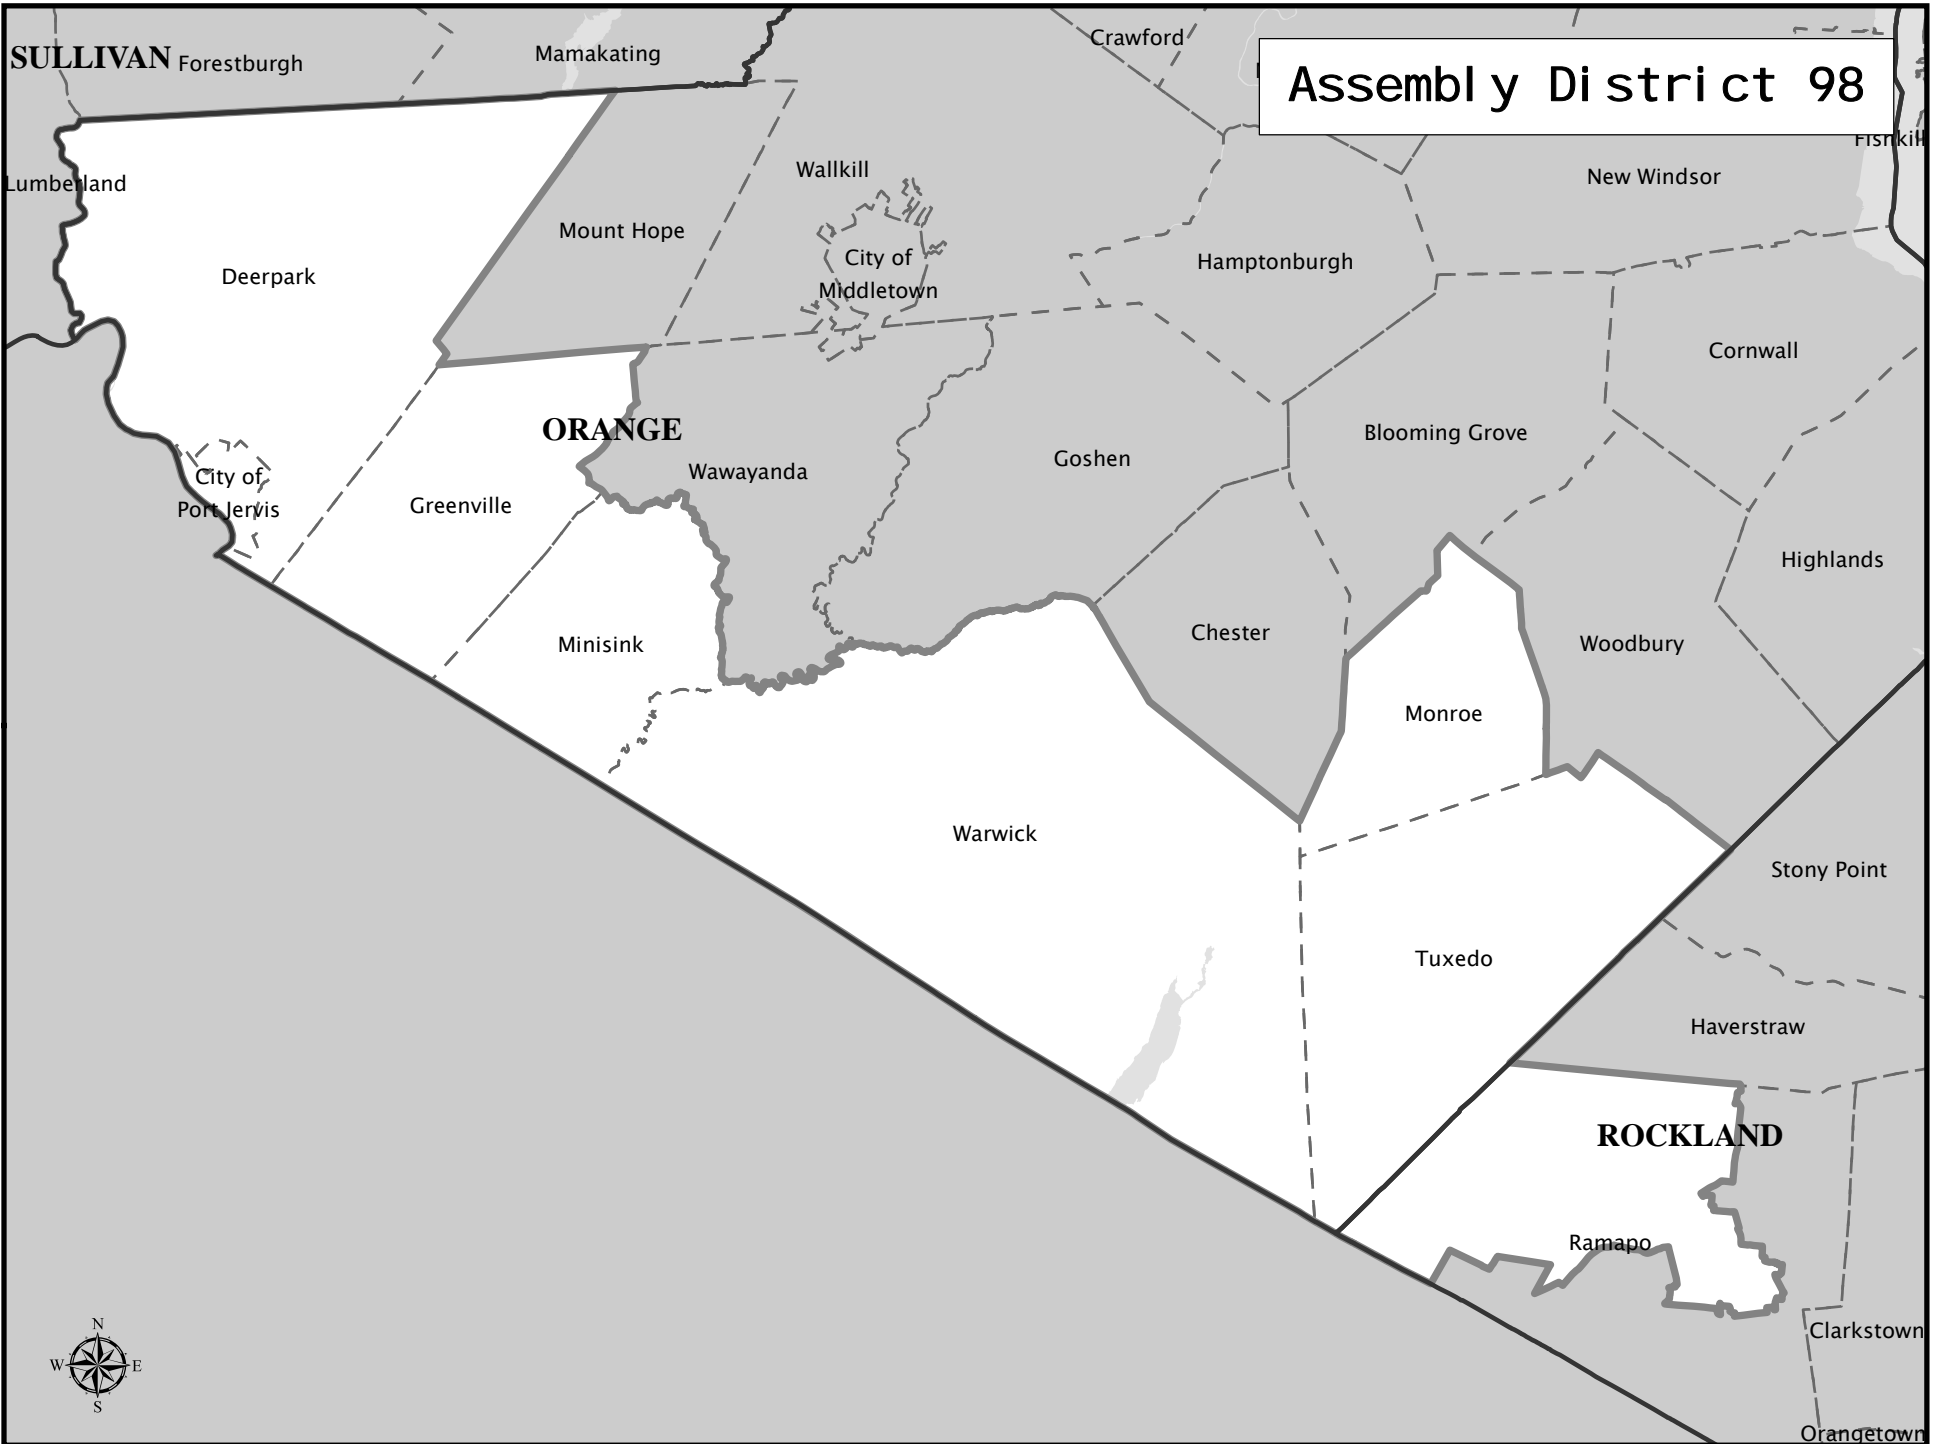 Crawford
SULLIVAN
Forestburgh
Mamakating
Assembly District 98
Fishkill
Lumberland
Wallkill
New Windsor
Mount Hope
City of
Middletown
Hamptonburgh
Deerpark
Cornwall
ORANGE
Blooming Grove
Wawayanda
Goshen
City of
Port Jervis
Greenville
Highlands
Minisink
Chester
Woodbury
Monroe
Warwick
Stony Point
Tuxedo
Haverstraw
ROCKLAND
Ramapo
Clarkstown
Orangetown
N
W
E
S